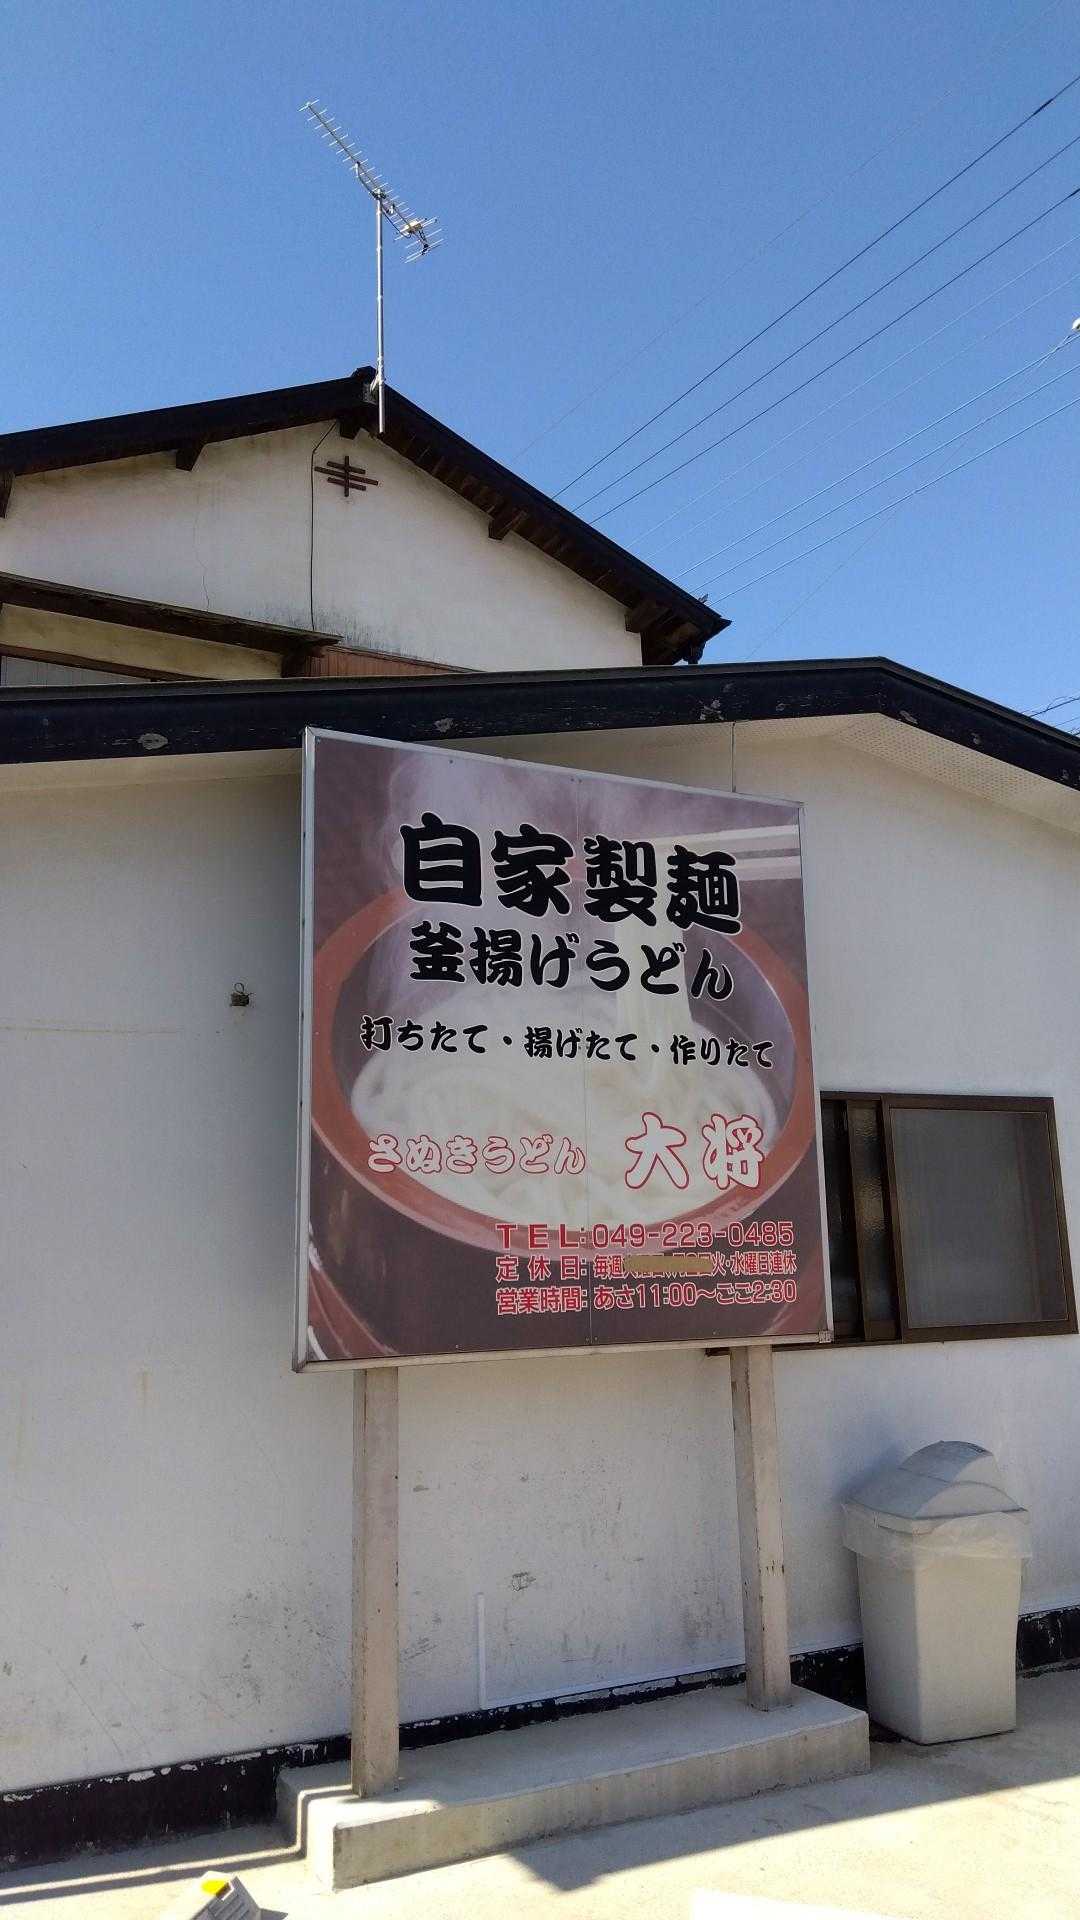 自家製麺
釜揚げうどん
打ちたて・揚げたて・作りたて
さぬきうどん 大将
TEL:049-223-0485
定休日:毎週火・水曜日連休
営業時間:あさ11:00〜ごご2:30